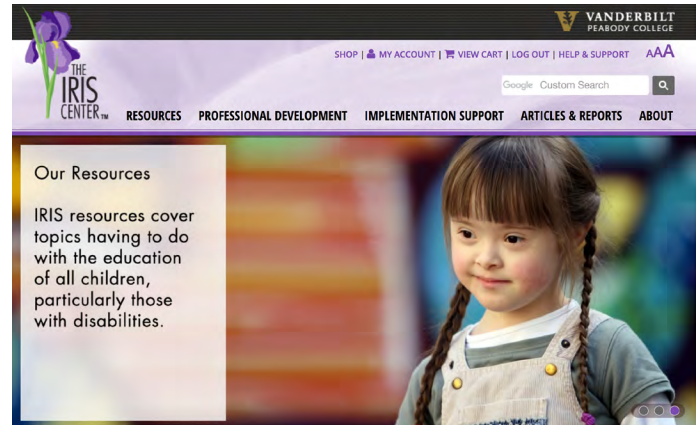 VANDERBILT
PEABODY COLLEGE
SHOP | MY ACCOUNT | VIEW CART | LOG OUT | HELP & SUPPORT AAA
THE
IRIS
CENTER™
Google Custom Search
RESOURCES PROFESSIONAL DEVELOPMENT IMPLEMENTATION SUPPORT ARTICLES & REPORTS ABOUT
Our Resources
IRIS resources cover
topics having to do
with the education
of all children,
particularly those
with disabilities.